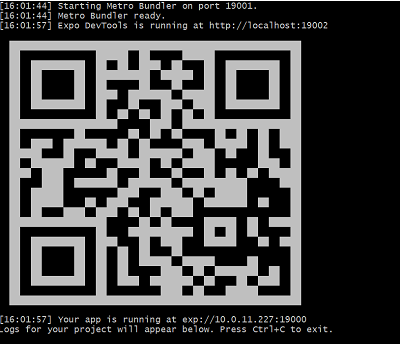 [16:01:44] Starting Metro Bundler on port 19001.
[16:01:44] Metro Bundler ready.
[16:01:57] Expo DevTools is running at http://localhost:19002
[16:01:57] Your app is running at exp://10.0.11.227:19000
Logs for your project will appear below. Press Ctrl+C to exit.